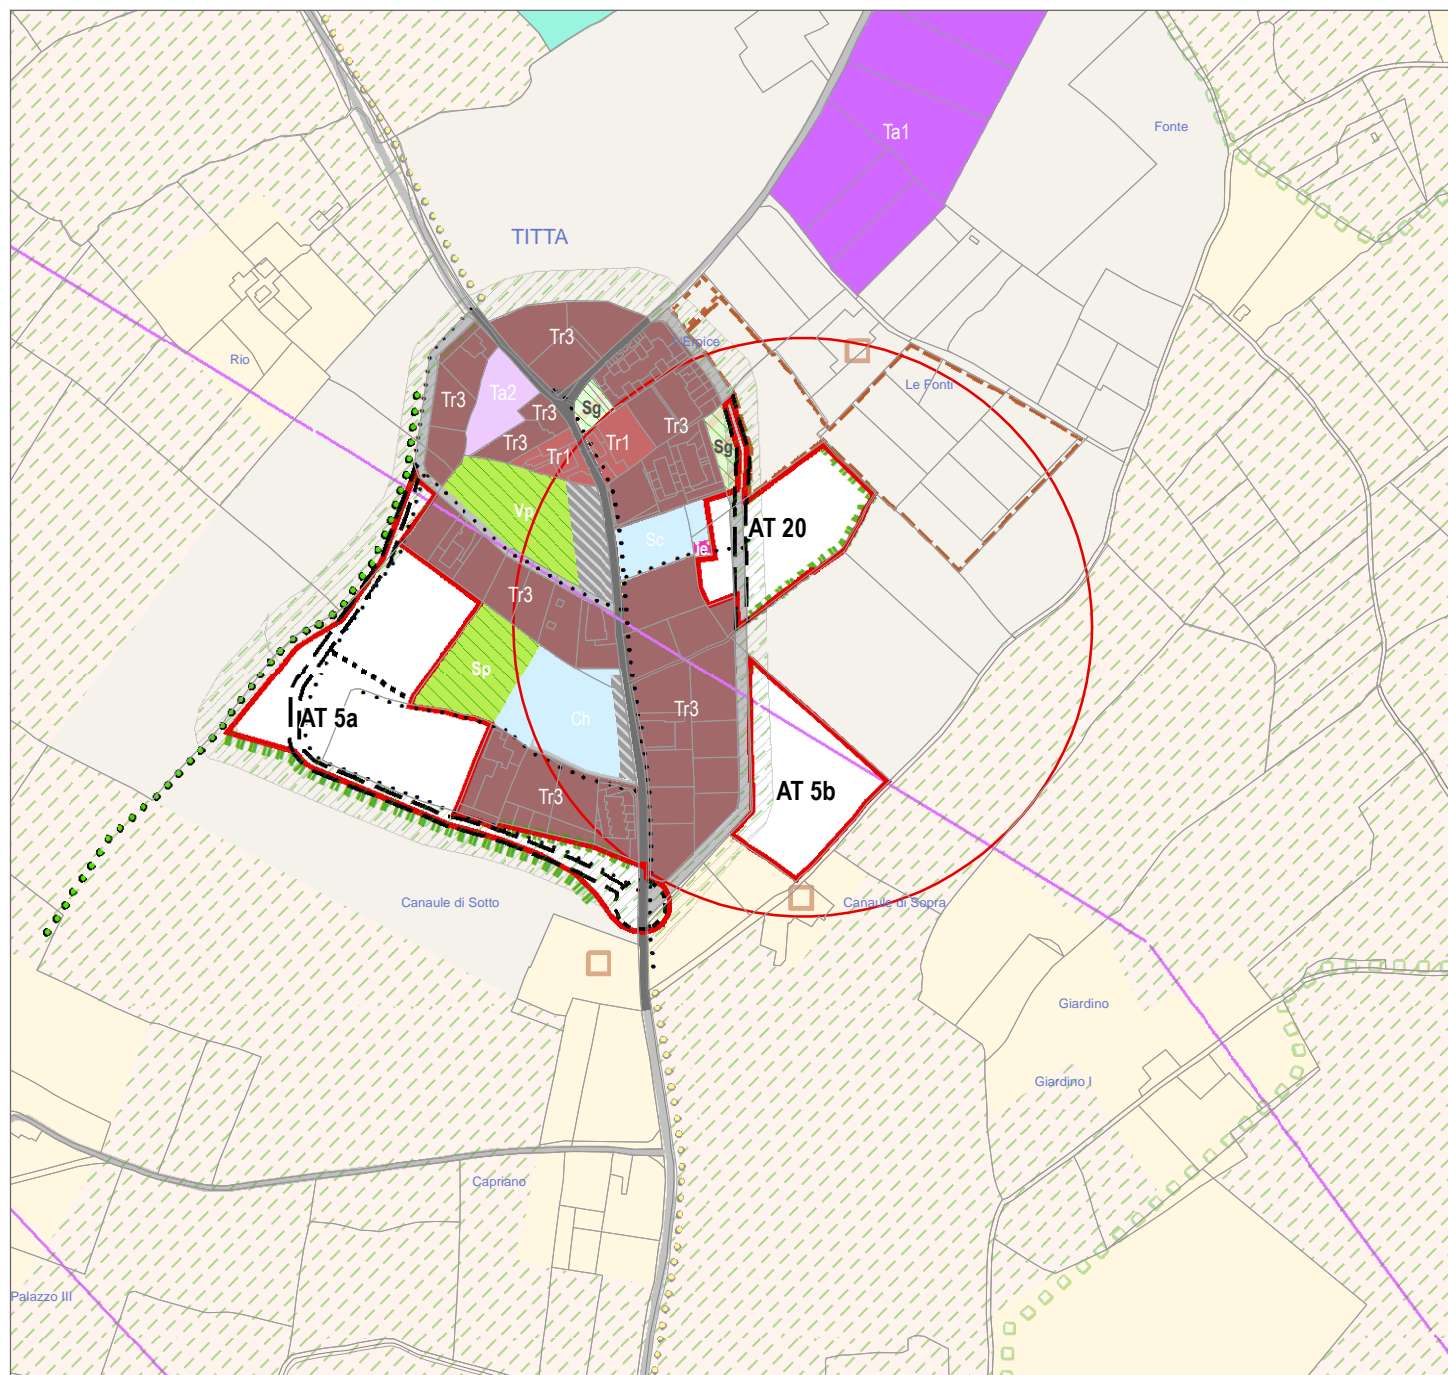 Ta1
Fonte
TITTA
Tr3
Rio
Le Fonti
Tr3
Ta2
Tr3
Sg
Tr3
Tr1
Tr3
Tr1
Sg
Vp
AT 20
Sc
Tr3
Sp
Tr3
AT 5a
Ch
AT 5b
Tr3
Canaule di Sotto
Canaule di Sopra
Giardino
Giardino I
Capriano
Palazzo III